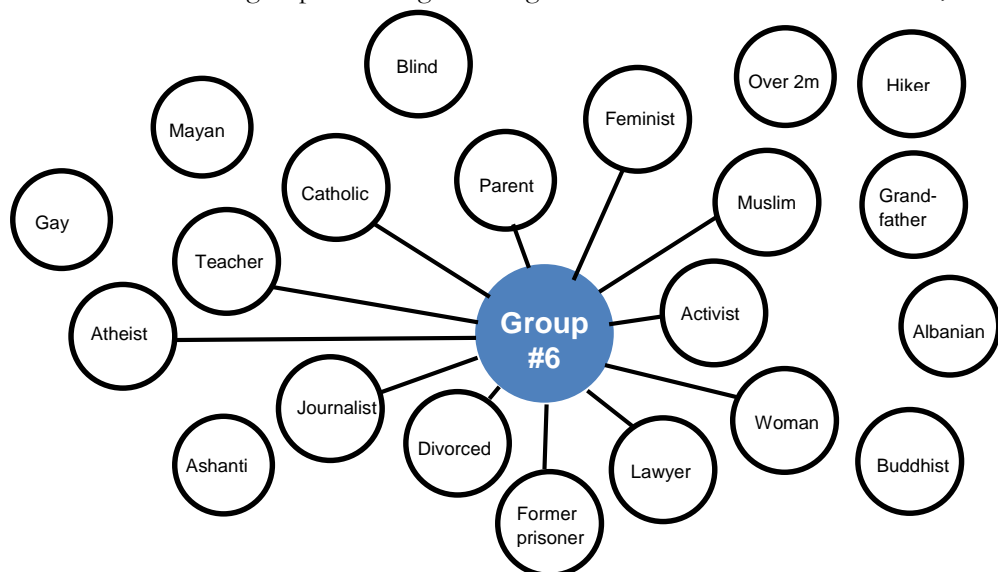 Blind
Over 2m
Hiker
Feminist
Mayan
Catholic
Parent
Muslim
Grand-
father
Gay
Teacher
Activist
Group
#6
Atheist
Albanian
Journalist
Divorced
Woman
Ashanti
Lawyer
Buddhist
Former
prisoner